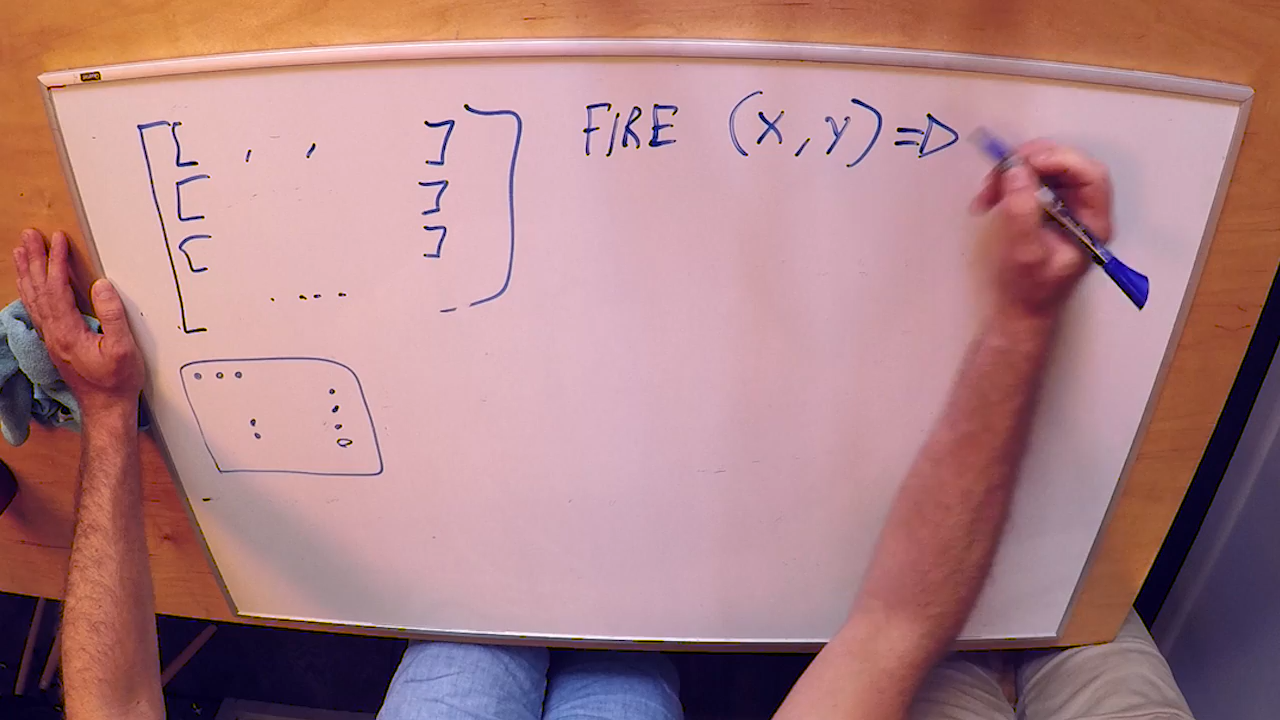 [[ , , ]
[ ]
[ ]
.... ]
FIRE (X,Y)=>